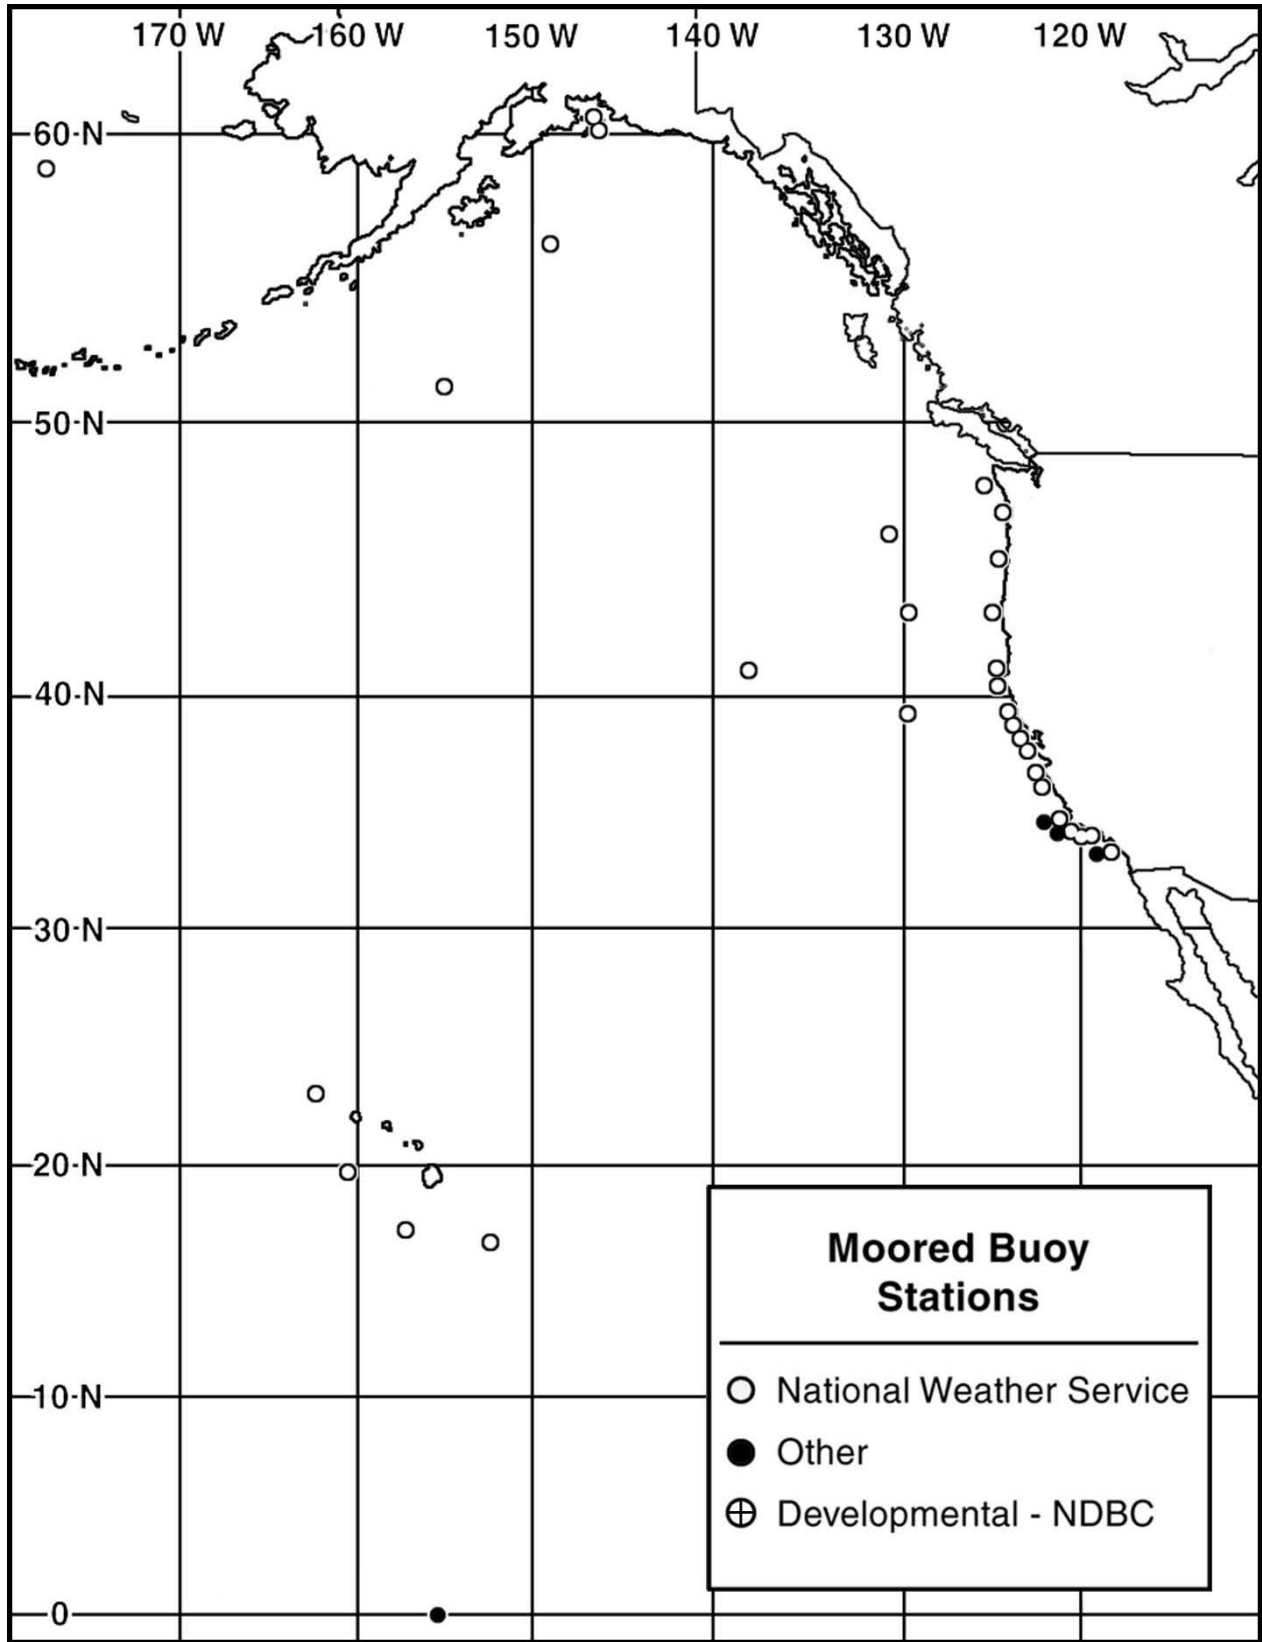 170 W 160 W 150 W 140 W 130 W 120 W
60 N
50 N
40 N
30 N
20 N
10 N
0
Moored Buoy
Stations
National Weather Service
Other
Developmental - NDBC